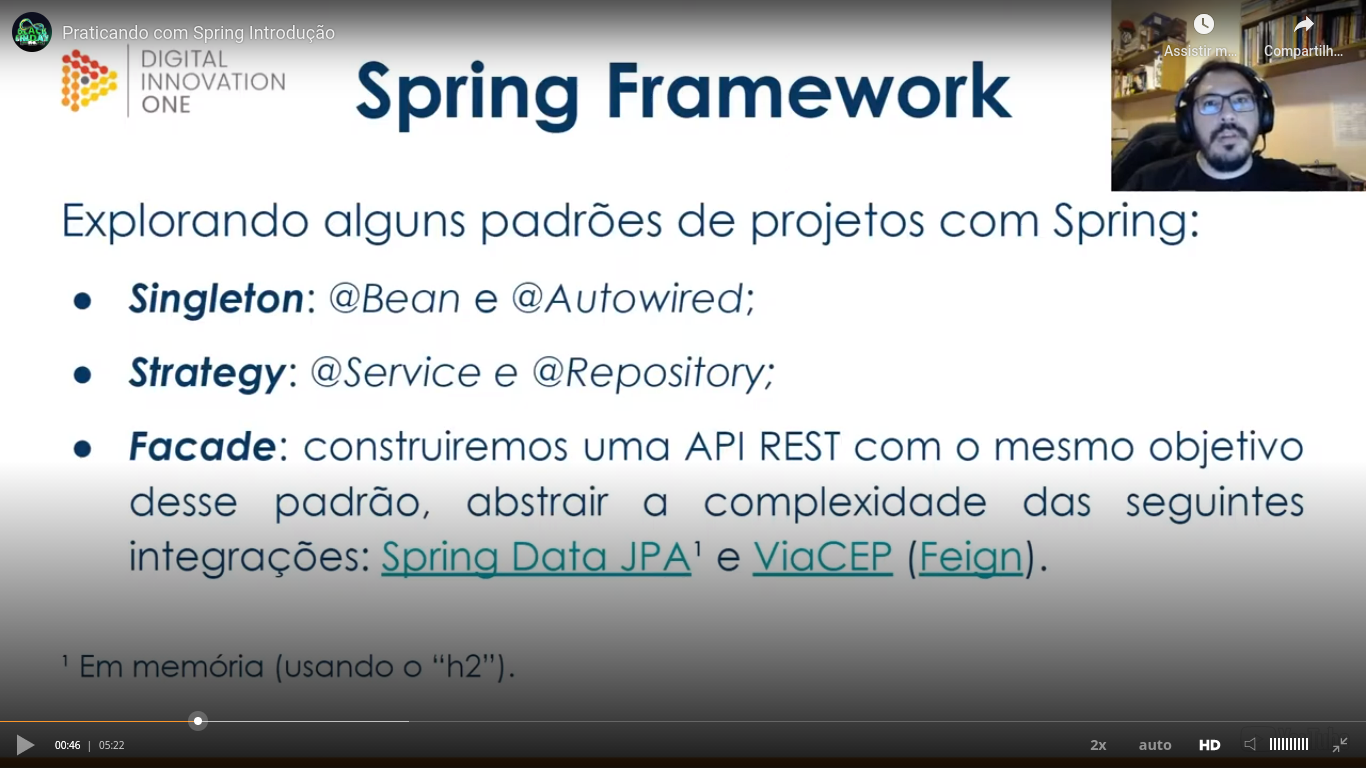 Praticando com Spring Introdução
Assistir m...
Compartilh...
DIGITAL
INNOVATION
ONE
Spring Framework
Explorando alguns padrões de projetos com Spring:
● Singleton: @Bean e @Autowired;
● Strategy: @Service e @Repository;
● Facade: construiremos uma API REST com o mesmo objetivo
desse padrão, abstrair a complexidade das seguintes
integrações: Spring Data JPA¹ e ViaCEP (Feign).
¹ Em memória (usando o “h2”).
00:46 | 05:22
2x
auto
HD